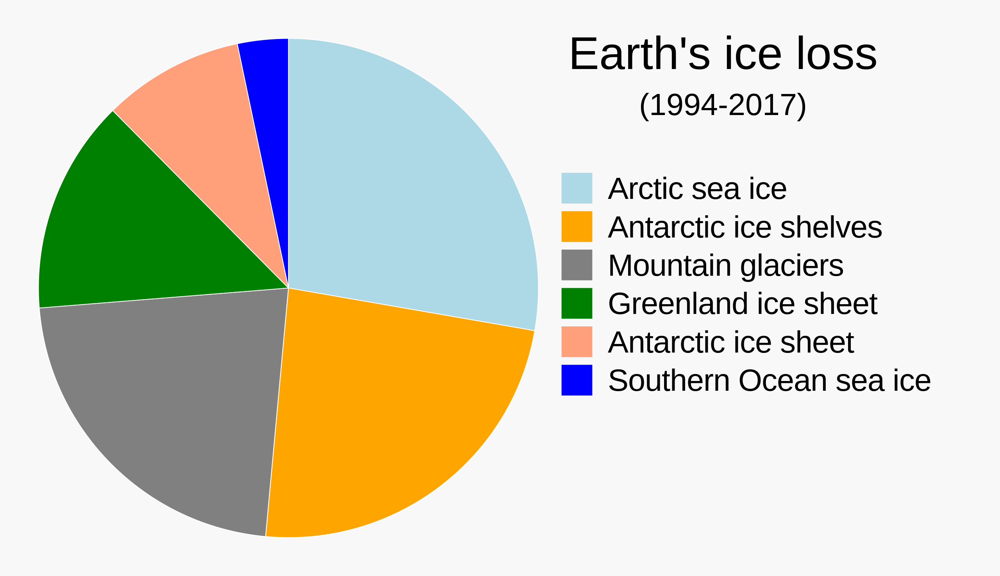 Earth's ice loss
(1994-2017)
Arctic sea ice
Antarctic ice shelves
Mountain glaciers
Greenland ice sheet
Antarctic ice sheet
Southern Ocean sea ice